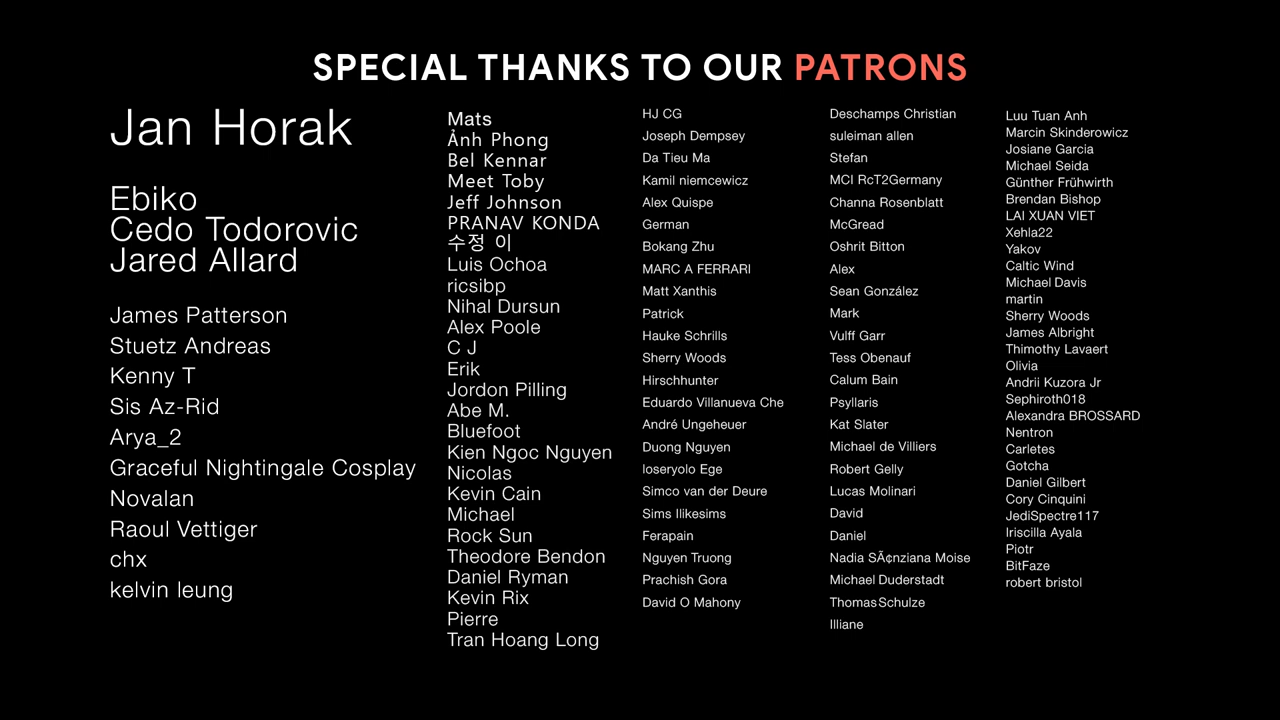 SPECIAL THANKS TO OUR PATRONS
Jan Horak
Ebiko
Cedo Todorovic
Jared Allard
James Patterson
Stuetz Andreas
Kenny T
Sis Az-Rid
Arya_2
Graceful Nightingale Cosplay
Novalan
Raoul Vettiger
chx
kelvin leung
Mats
Ảnh Phong
Bel Kennar
Meet Toby
Jeff Johnson
PRANAV KONDA
수정 이
Luis Ochoa
ricsibp
Nihal Dursun
Alex Poole
C J
Erik
Jordon Pilling
Abe M.
Bluefoot
Kien Ngoc Nguyen
Nicolas
Kevin Cain
Michael
Rock Sun
Theodore Bendon
Daniel Ryman
Kevin Rix
Pierre
Tran Hoang Long
HJ CG
Joseph Dempsey
Da Tieu Ma
Kamil niemcewicz
Alex Quispe
German
Bokang Zhu
MARC A FERRARI
Matt Xanthis
Patrick
Hauke Schrills
Sherry Woods
Hirschhunter
Eduardo Villanueva Che
André Ungeheuer
Duong Nguyen
loseryolo Ege
Simco van der Deure
Sims Ilikesims
Ferapain
Nguyen Truong
Prachish Gora
David O Mahony
Deschamps Christian
suleiman allen
Stefan
MCI RcT2Germany
Channa Rosenblatt
McGread
Oshrit Bitton
Alex
Sean González
Mark
Vulff Garr
Tess Obenauf
Calum Bain
Psyllaris
Kat Slater
Michael de Villiers
Robert Gelly
Lucas Molinari
David
Daniel
Nadia SÃ¢nziana Moise
Michael Duderstadt
Thomas Schulze
Illiane
Luu Tuan Anh
Marcin Skinderowicz
Josiane Garcia
Michael Seida
Günther Frühwirth
Brendan Bishop
LAI XUAN VIET
Xehla22
Yakov
Caltic Wind
Michael Davis
martin
Sherry Woods
James Albright
Thimothy Lavaert
Olivia
Andrii Kuzora Jr
Sephiroth018
Alexandra BROSSARD
Nentron
Carletes
Gotcha
Daniel Gilbert
Cory Cinquini
JediSpectre117
Iriscilla Ayala
Piotr
BitFaze
robert bristol